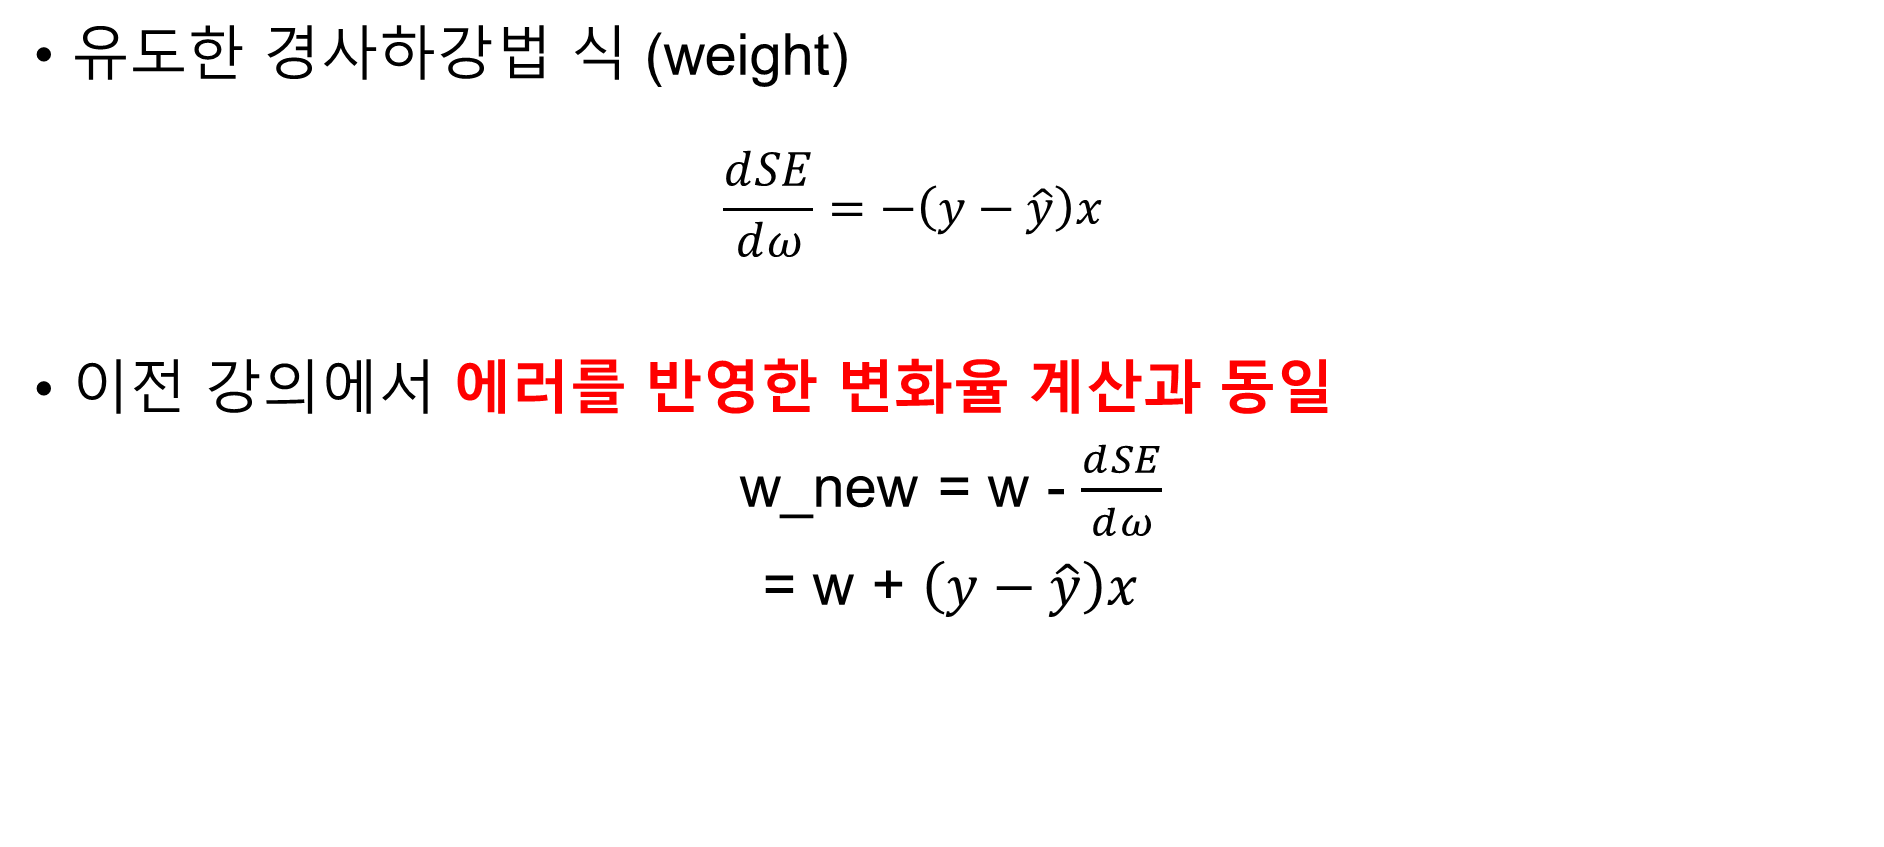 • 유도한 경사하강법 식 (weight)
dSE/dω = −(y − ŷ)x
• 이전 강의에서 에러를 반영한 변화율 계산과 동일
w_new = w - dSE/dω
= w + (y − ŷ)x